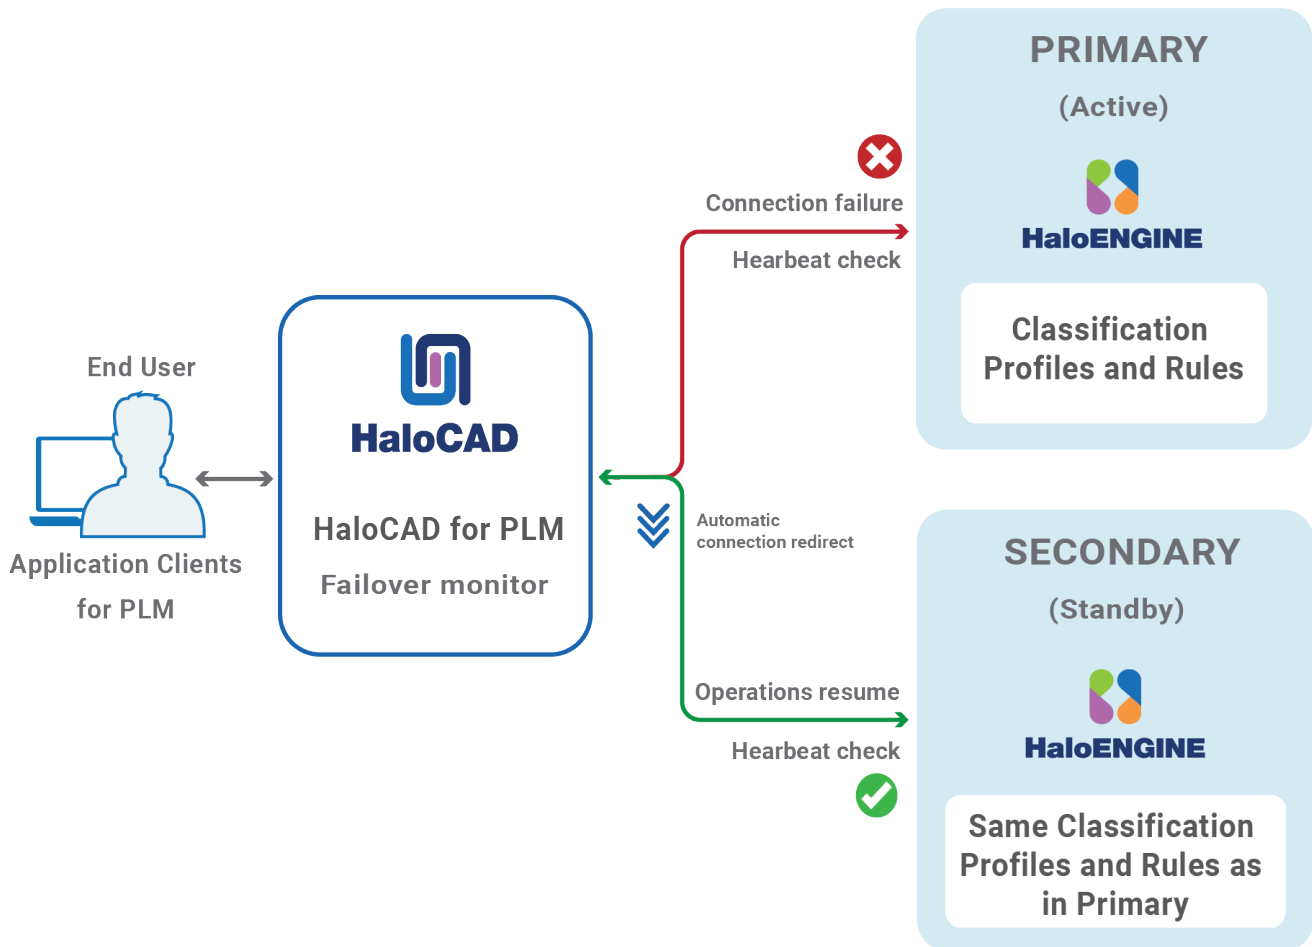 End User
Application Clients
for PLM
HaloCAD
HaloCAD for PLM
Failover monitor
Connection failure
Hearbeat check
Automatic
connection redirect
Operations resume
Hearbeat check
PRIMARY
(Active)
HaloENGINE
Classification
Profiles and Rules
SECONDARY
(Standby)
HaloENGINE
Same Classification
Profiles and Rules as
in Primary